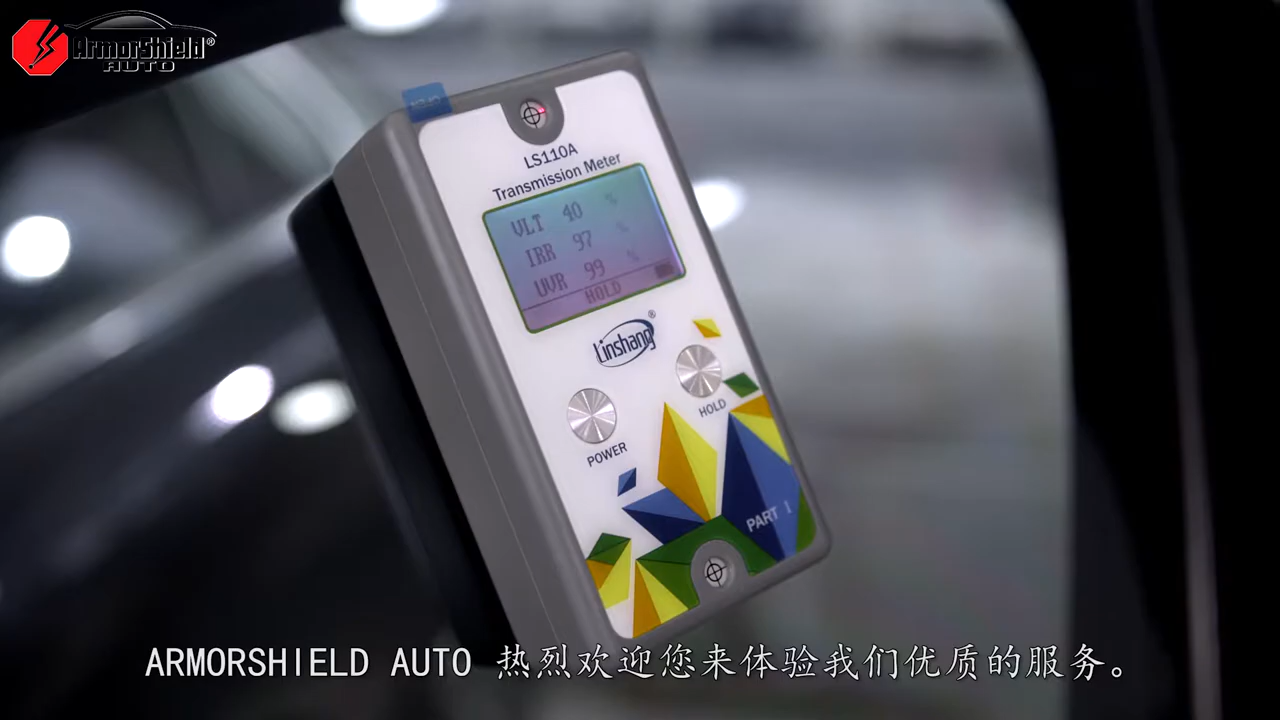 Armorshield®
AUTO
LS110A
Transmission Meter
VLT 40 %
IRR 97 %
UVR 99 %
HOLD
Linshang®
POWER
HOLD
PART 1
ARMORSHIELD AUTO 热烈欢迎您来体验我们优质的服务。